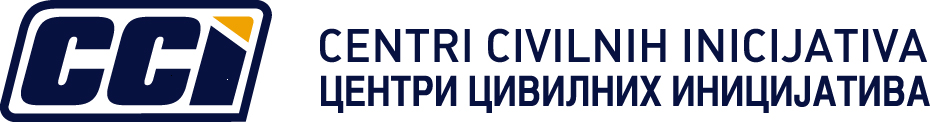 CCI
CENTRI CIVILNIH INICIJATIVA
ЦЕНТРИ ЦИВИЛНИХ ИНИЦИЈАТИВА